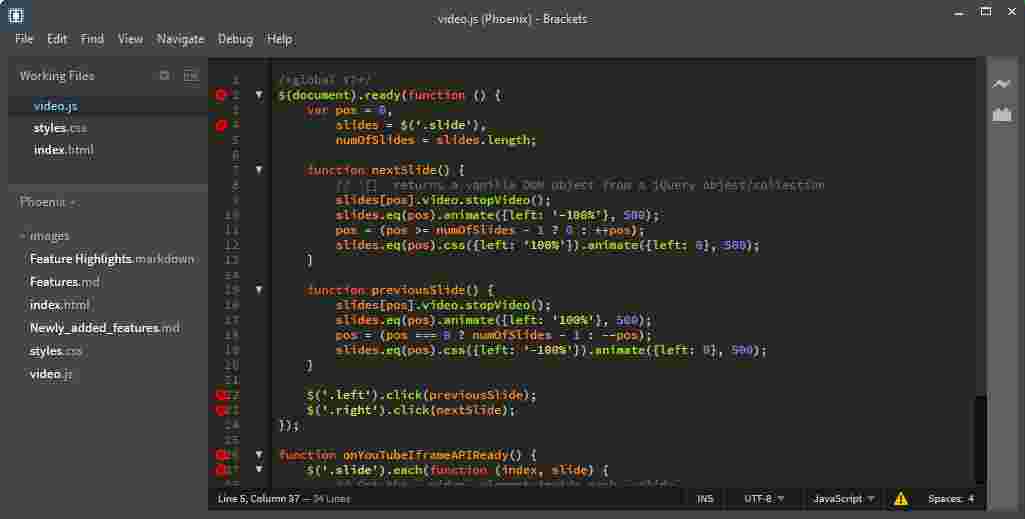 video.js (Phoenix) - Brackets
File Edit Find View Navigate Debug Help
Working Files
video.js
styles.css
index.html
Phoenix
images
Feature Highlights.markdown
Features.md
index.html
Newly_added_features.md
styles.css
video.js
1 /*global $?*/
2 $(document).ready(function () {
3 var pos = 0,
4 slides = $('.slide'),
5 numOfSlides = slides.length;
6
7 function nextSlide() {
8 // `[]` returns a vanilla DOM object from a jQuery object/collection
9 slides[pos].video.stopVideo();
10 slides.eq(pos).animate({left: '-100%'}, 500);
11 pos = (pos >= numOfSlides - 1 ? 0 : ++pos);
12 slides.eq(pos).css({left: '100%'}).animate({left: 0}, 500);
13 }
14
15 function previousSlide() {
16 slides[pos].video.stopVideo();
17 slides.eq(pos).animate({left: '100%'}, 500);
18 pos = (pos === 0 ? numOfSlides - 1 : --pos);
19 slides.eq(pos).css({left: '-100%'}).animate({left: 0}, 500);
20 }
21
22 $('.left').click(previousSlide);
23 $('.right').click(nextSlide);
24 });
25
26 function onYouTubeIframeAPIReady() {
27 $('.slide').each(function (index, slide) {
Line 5, Column 37 — 34 Lines
INS UTF-8 JavaScript Spaces: 4